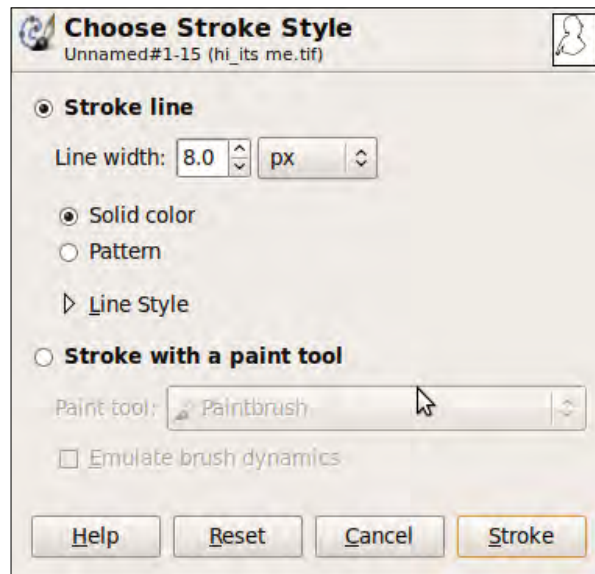 Choose Stroke Style
Unnamed#1-15 (hi_its me.tif)
Stroke line
Line width: 8.0 px
Solid color
Pattern
Line Style
Stroke with a paint tool
Paint tool: Paintbrush
Emulate brush dynamics
Help Reset Cancel Stroke